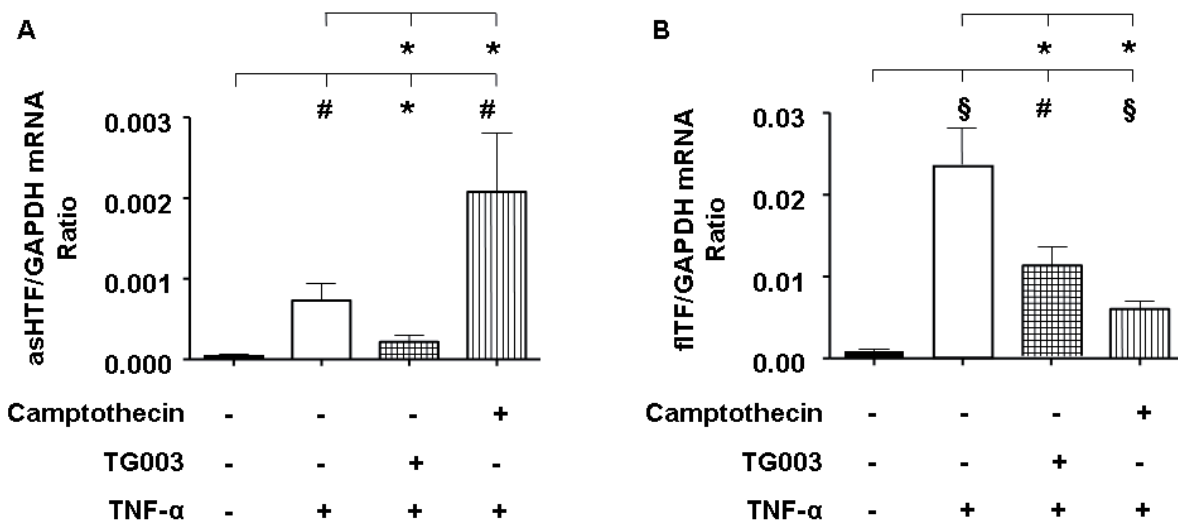 A
* *
# * #
asHTF/GAPDH mRNA
Ratio
0.003
0.002
0.001
0.000
Camptothecin - - - +
TG003 - - + -
TNF-α - + + +
B
* *
§ # §
flTF/GAPDH mRNA
Ratio
0.03
0.02
0.01
0.00
Camptothecin - - - +
TG003 - - + -
TNF-α - + + +